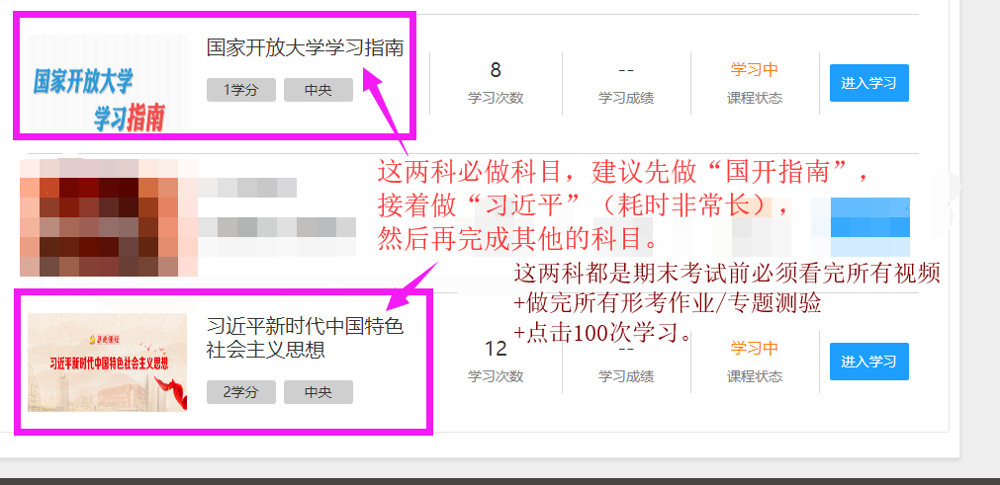 国家开放大学学习指南
国家开放大学
学习指南
1学分
中央
8
学习次数
--
学习成绩
学习中
课程状态
进入学习
这两科必做科目，建议先做“国开指南”，
接着做“习近平”（耗时非常长），
然后再完成其他的科目。
这两科都是期末考试前必须看完所有视频
+做完所有形考作业/专题测验
+点击100次学习。
习近平新时代中国特色
社会主义思想
习近平新时代中国特色社会主义思想
2学分
中央
12
学习次数
--
学习成绩
学习中
课程状态
进入学习